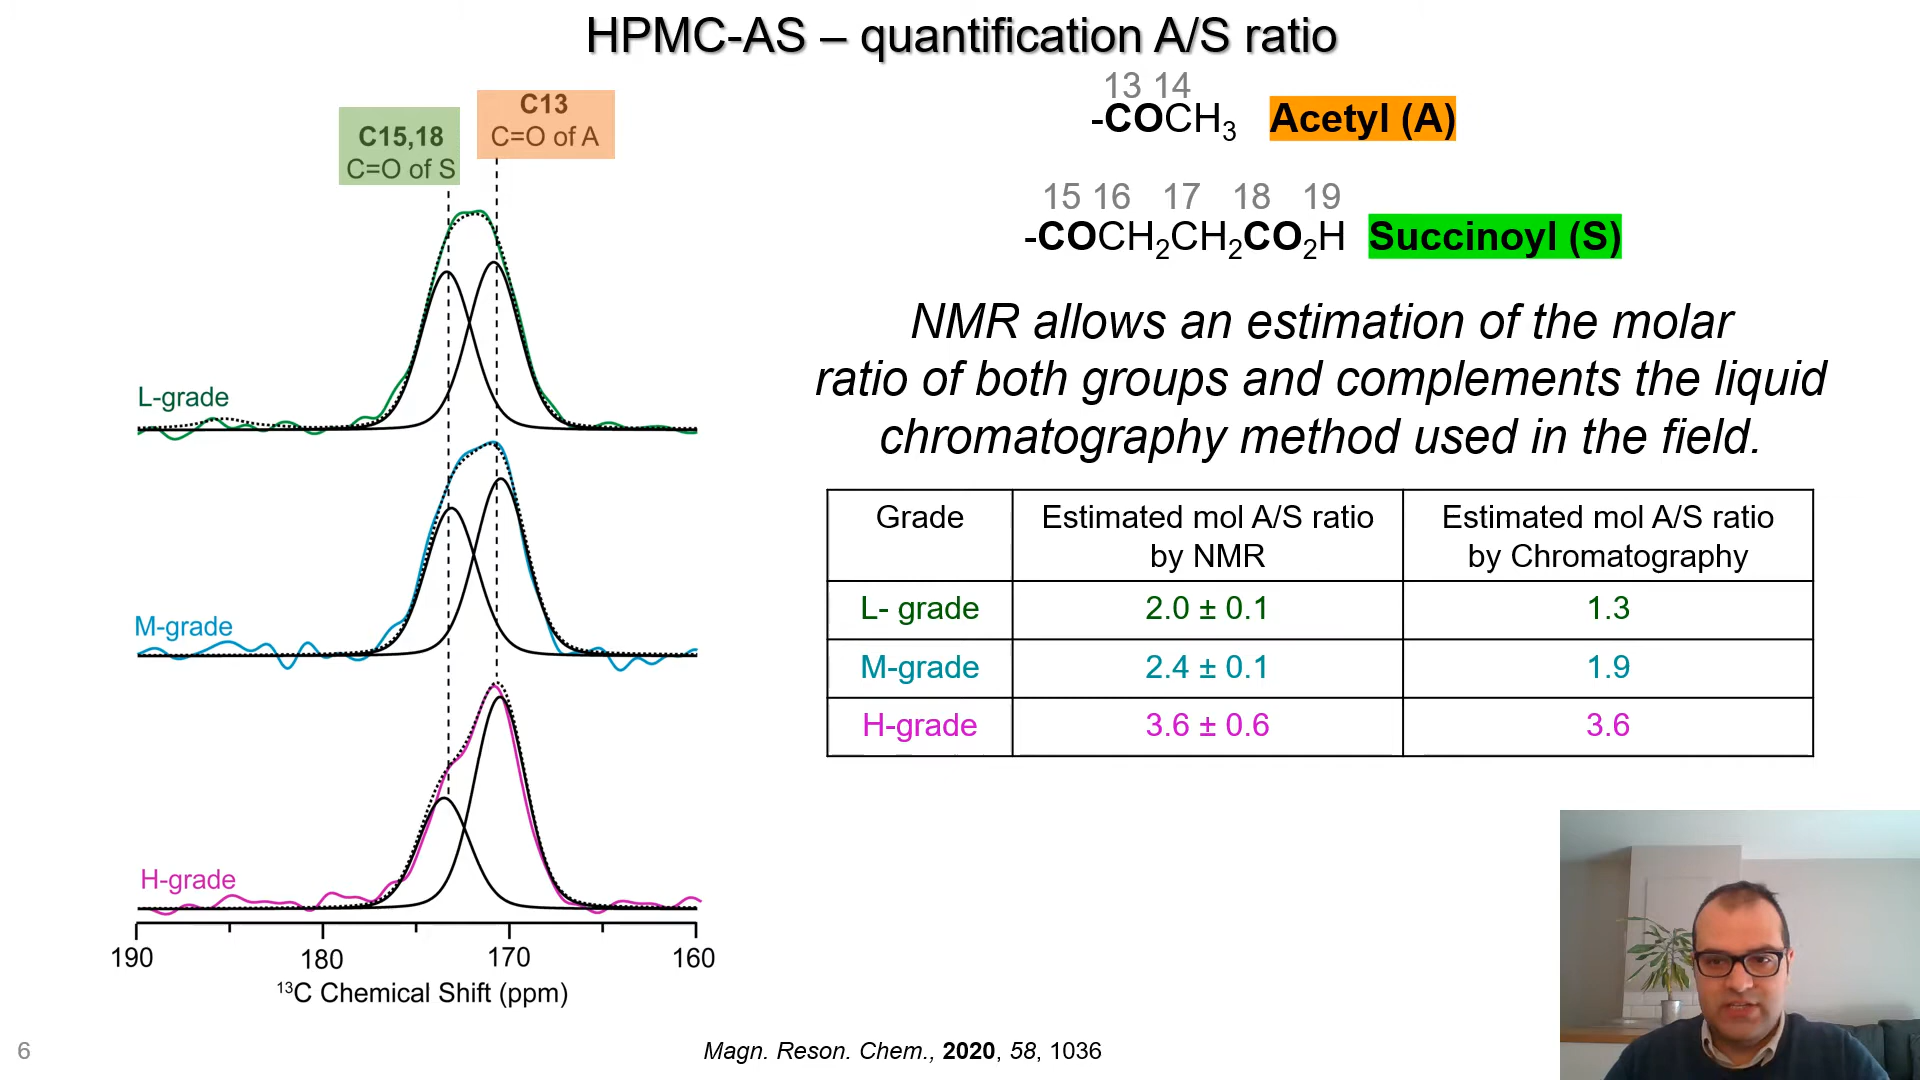 HPMC-AS – quantification A/S ratio
C13
C=O of A
C15,18
C=O of S
L-grade
M-grade
H-grade
190 180 170 160
¹³C Chemical Shift (ppm)
13 14
-COCH₃ Acetyl (A)
15 16 17 18 19
-COCH₂CH₂CO₂H Succinoyl (S)
NMR allows an estimation of the molar
ratio of both groups and complements the liquid
chromatography method used in the field.
Grade Estimated mol A/S ratio by NMR Estimated mol A/S ratio by Chromatography
L- grade 2.0 ± 0.1 1.3
M-grade 2.4 ± 0.1 1.9
H-grade 3.6 ± 0.6 3.6
6
Magn. Reson. Chem., 2020, 58, 1036